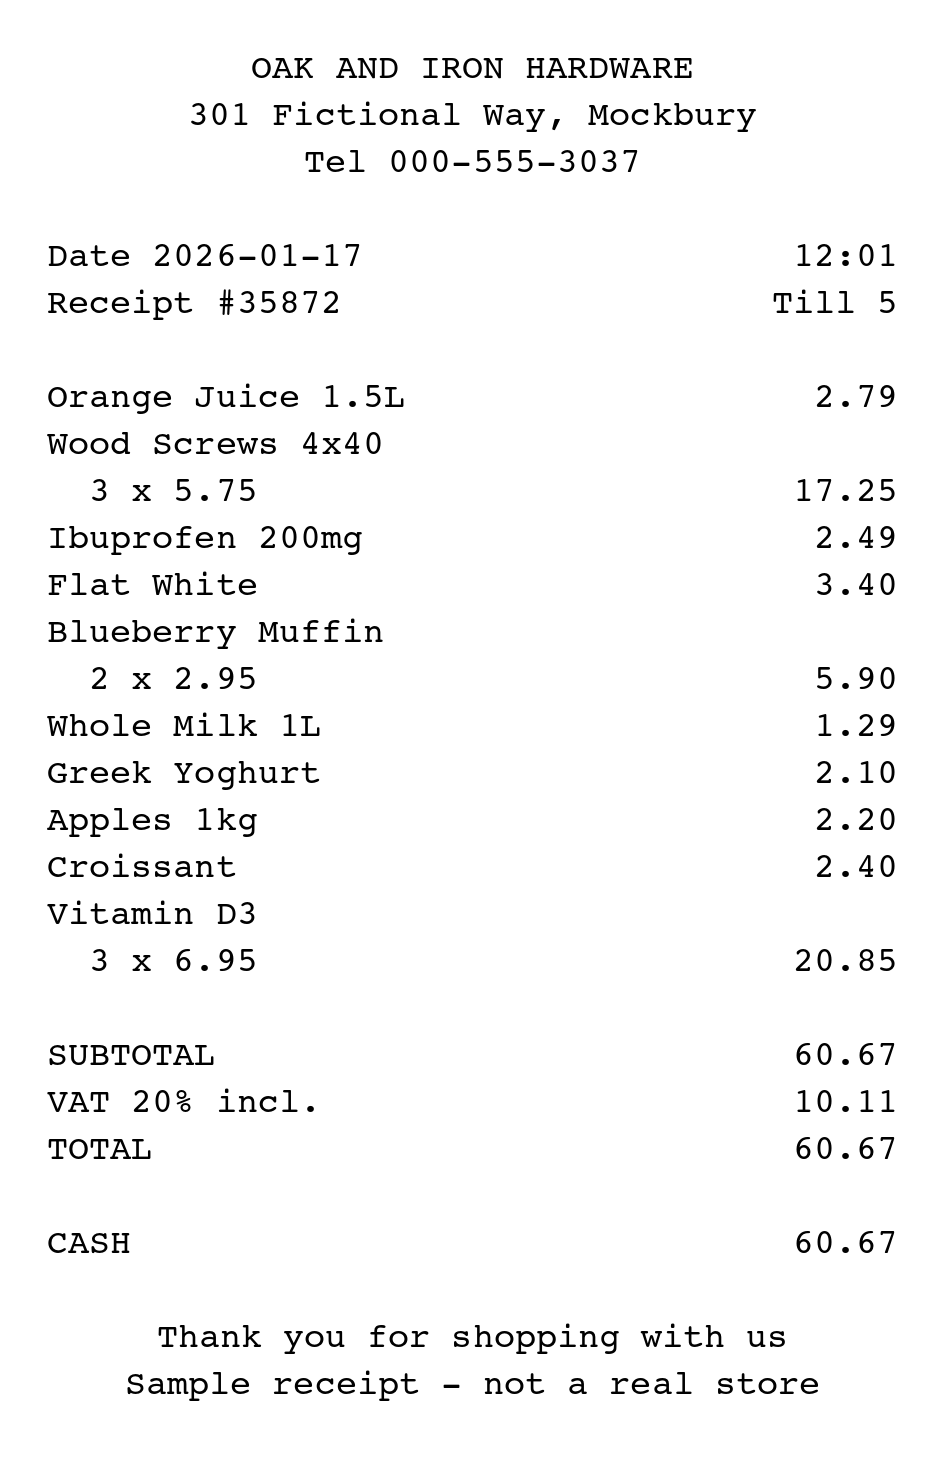 OAK AND IRON HARDWARE
301 Fictional Way, Mockbury
Tel 000-555-3037
Date 2026-01-17 12:01
Receipt #35872 Till 5
Orange Juice 1.5L 2.79
Wood Screws 4x40
3 x 5.75 17.25
Ibuprofen 200mg 2.49
Flat White 3.40
Blueberry Muffin
2 x 2.95 5.90
Whole Milk 1L 1.29
Greek Yoghurt 2.10
Apples 1kg 2.20
Croissant 2.40
Vitamin D3
3 x 6.95 20.85
SUBTOTAL 60.67
VAT 20% incl. 10.11
TOTAL 60.67
CASH 60.67
Thank you for shopping with us
Sample receipt - not a real store